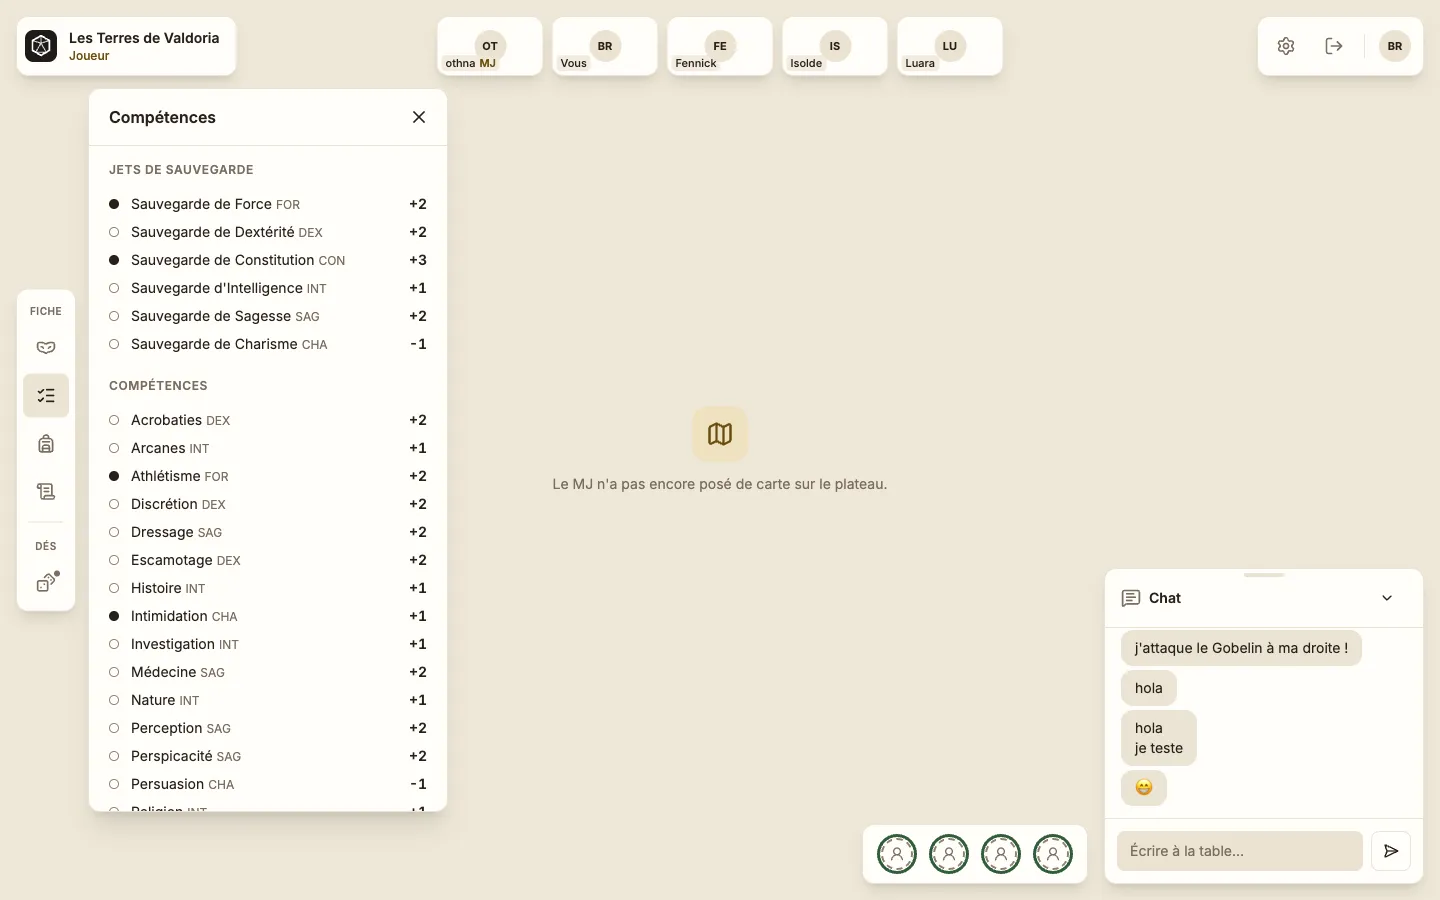 Les Terres de Valdoria
Joueur
OT
othna MJ
BR
Vous
FE
Fennick
IS
Isolde
LU
Luara
BR
Compétences
JETS DE SAUVEGARDE
Sauvegarde de Force FOR +2
Sauvegarde de Dextérité DEX +2
Sauvegarde de Constitution CON +3
Sauvegarde d'Intelligence INT +1
Sauvegarde de Sagesse SAG +2
Sauvegarde de Charisme CHA -1
COMPÉTENCES
Acrobaties DEX +2
Arcanes INT +1
Athlétisme FOR +2
Discrétion DEX +2
Dressage SAG +2
Escamotage DEX +2
Histoire INT +1
Intimidation CHA +1
Investigation INT +1
Médecine SAG +2
Nature INT +1
Perception SAG +2
Perspicacité SAG +2
Persuasion CHA -1
Religion INT +1
FICHE
DÉS
Le MJ n'a pas encore posé de carte sur le plateau.
Chat
j'attaque le Gobelin à ma droite !
hola
hola
je teste
😁
Écrire à la table...